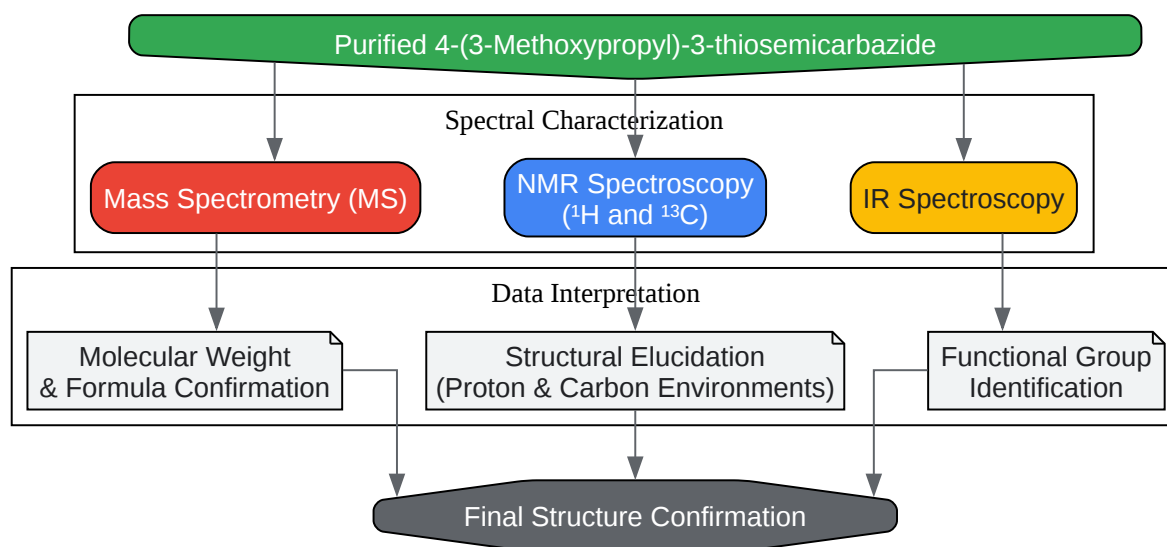 Purified 4-(3-Methoxypropyl)-3-thiosemicarbazide
Spectral Characterization
Mass Spectrometry (MS)
NMR Spectroscopy
(¹H and ¹³C)
IR Spectroscopy
Data Interpretation
Molecular Weight
& Formula Confirmation
Structural Elucidation
(Proton & Carbon Environments)
Functional Group
Identification
Final Structure Confirmation